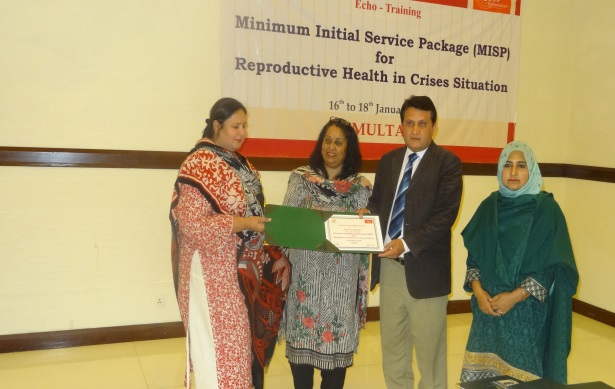 Echo - Training
Minimum Initial Service Package (MISP)
for
Reproductive Health in Crises Situation
16th to 18th Janua
MULTA